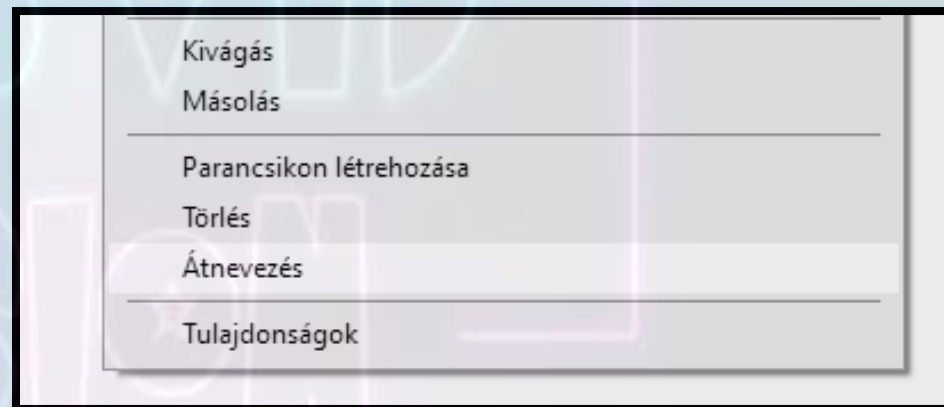 Kivágás
Másolás
Parancsikon létrehozása
Törlés
Átnevezés
Tulajdonságok